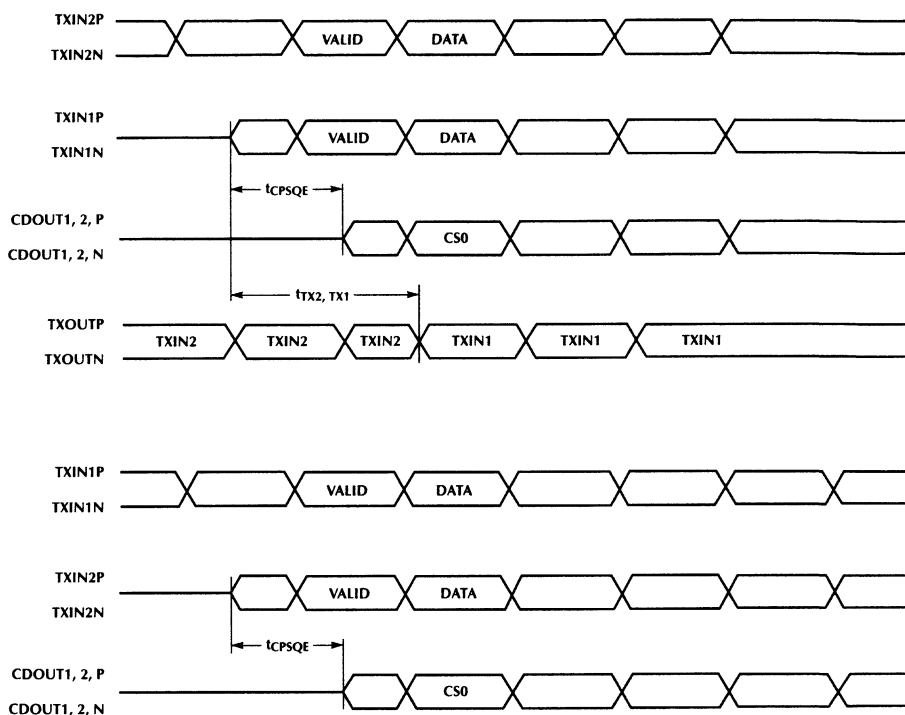 TXIN2P
TXIN2N
VALID DATA
TXIN1P
TXIN1N
VALID DATA
tCPSQE
CDOUT1, 2, P
CDOUT1, 2, N
CS0
tTX2, TX1
TXOUTP
TXOUTN
TXIN2 TXIN2 TXIN2 TXIN1 TXIN1 TXIN1
TXIN1P
TXIN1N
VALID DATA
TXIN2P
TXIN2N
VALID DATA
tCPSQE
CDOUT1, 2, P
CDOUT1, 2, N
CS0